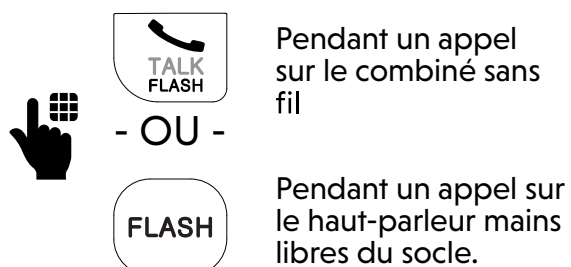 TALK
FLASH
Pendant un appel
sur le combiné sans
fil
- OU -
FLASH
Pendant un appel sur
le haut-parleur mains
libres du socle.